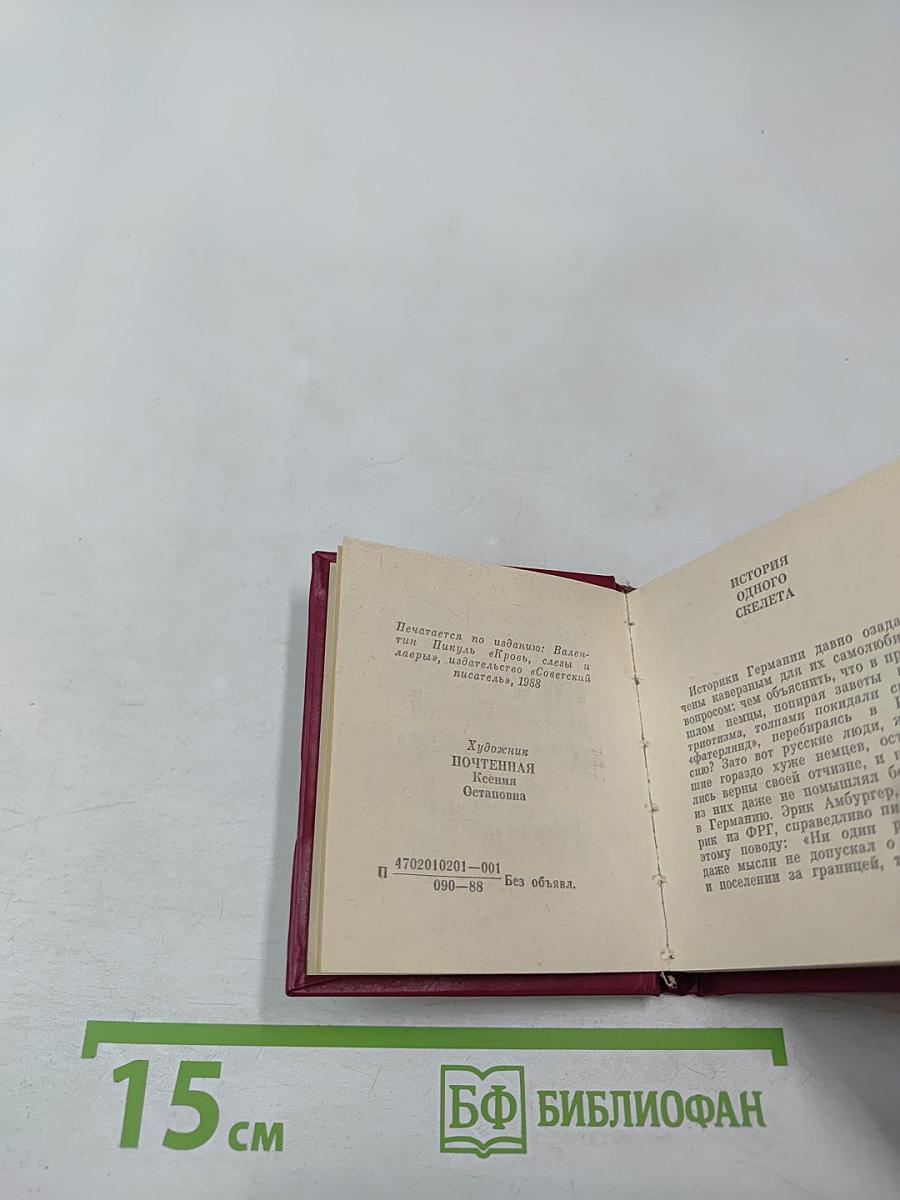 Печатается по изданию: Вален-
тин Пикуль «Кровь, слезы и
лавры», издательство «Советский
писатель», 1988
Художник
ПОЧТЕННАЯ
Ксения
Остаповна
П 4702010201—001
090—88 Без объявл.
ИСТОРИЯ
ОДНОГО
СКЕЛЕТА
Историки Германии давно озада
чены каверзным для их самолюби
вопросом: чем объяснить, что в пр
шлом немцы, попирая заветы
триотизма, толпами покидали с
«фатерлянд», перебираясь в
сию? Зато вот русские люди,
шие гораздо хуже немцев, ост
лись верны своей отчизне, и
из них даже не помышлял бе
в Германию. Эрик Амбургер,
рик из ФРГ, справедливо пи
этому поводу: «Ни один р
даже мысли не допускал о
и поселении за границей, т
15 см
БФ БИБЛИОФАН